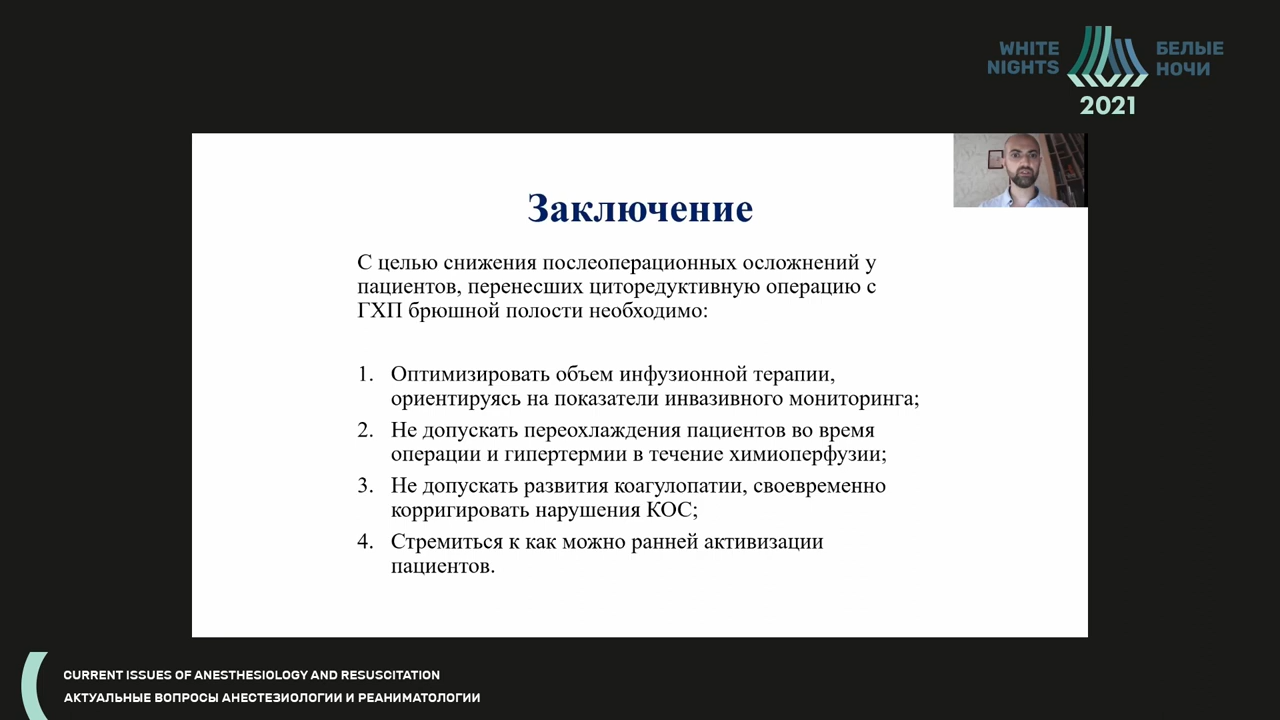 WHITE
NIGHTS
БЕЛЫЕ
НОЧИ
2021
Заключение
С целью снижения послеоперационных осложнений у
пациентов, перенесших циторедуктивную операцию с
ГХП брюшной полости необходимо:
1. Оптимизировать объем инфузионной терапии,
ориентируясь на показатели инвазивного мониторинга;
2. Не допускать переохлаждения пациентов во время
операции и гипертермии в течение химиоперфузии;
3. Не допускать развития коагулопатии, своевременно
корригировать нарушения КОС;
4. Стремиться к как можно ранней активизации
пациентов.
CURRENT ISSUES OF ANESTHESIOLOGY AND RESUSCITATION
АКТУАЛЬНЫЕ ВОПРОСЫ АНЕСТЕЗИОЛОГИИ И РЕАНИМАТОЛОГИИ